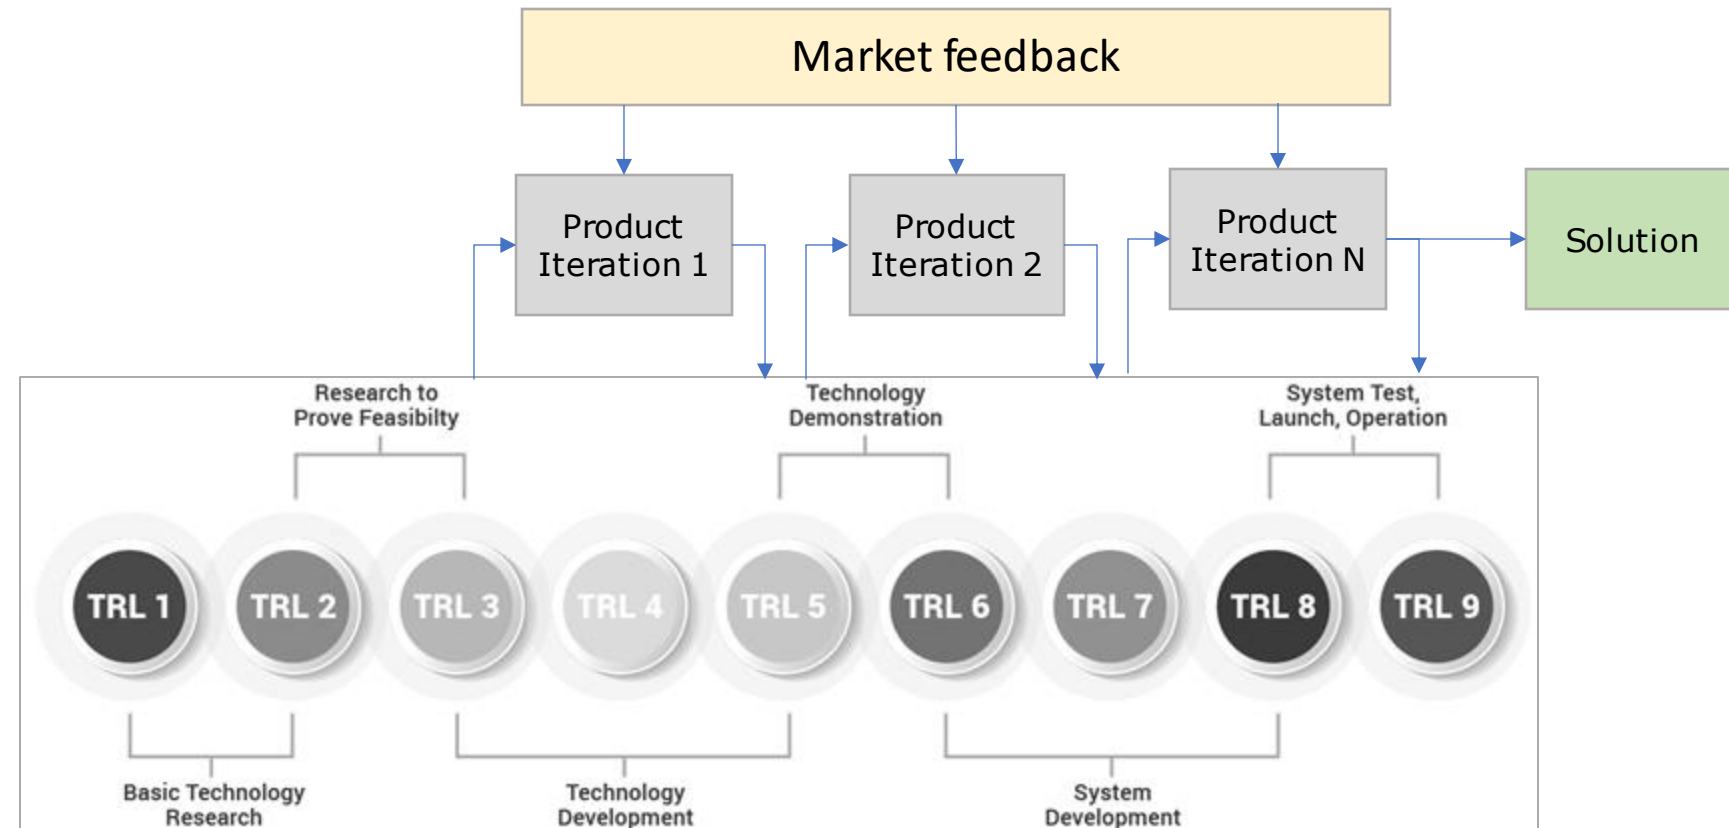 Market feedback
Product
Iteration 1
Product
Iteration 2
Product
Iteration N
Solution
Research to
Prove Feasibilty
Technology
Demonstration
System Test,
Launch, Operation
TRL 1
TRL 2
TRL 3
TRL 4
TRL 5
TRL 6
TRL 7
TRL 8
TRL 9
Basic Technology
Research
Technology
Development
System
Development